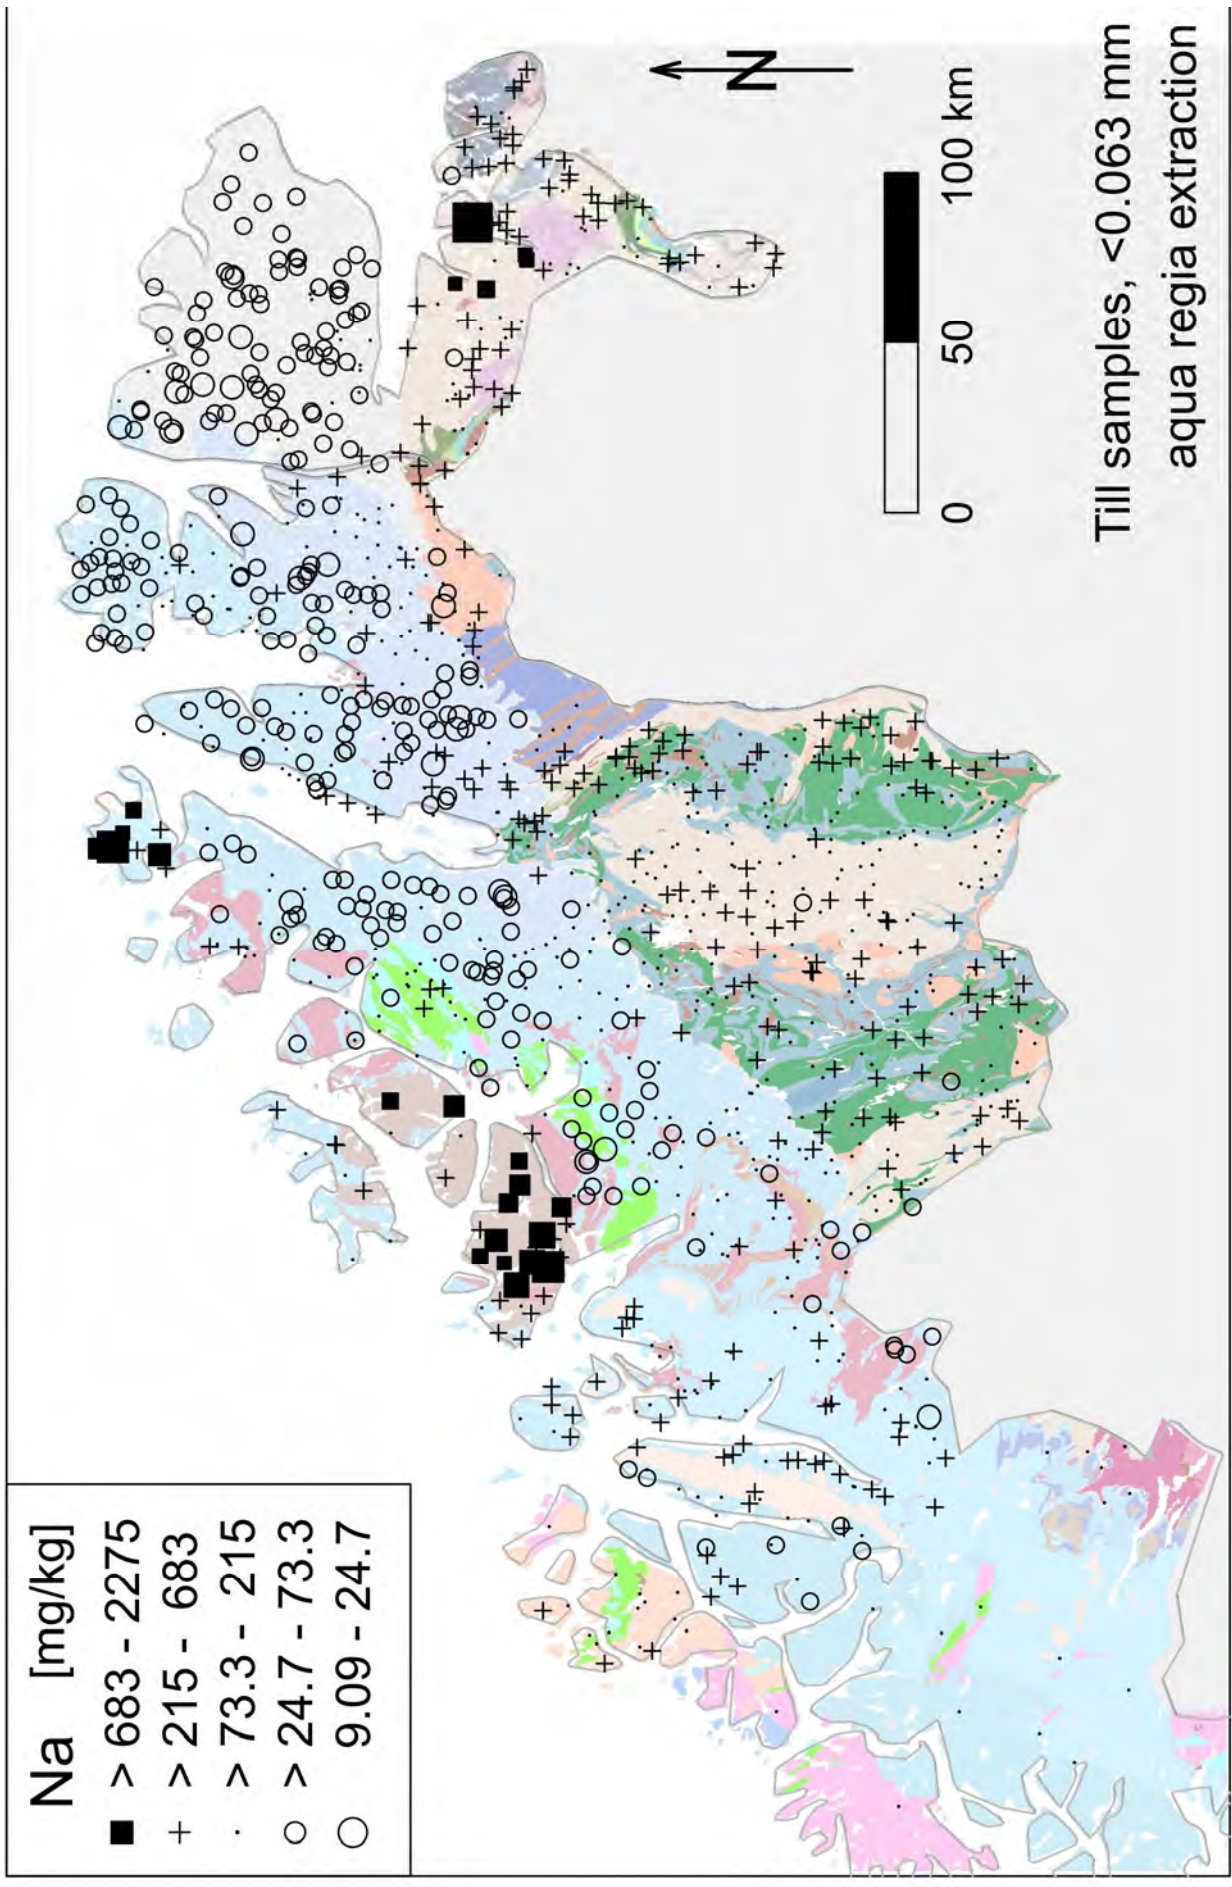 Na [mg/kg]
> 683 - 2275
> 215 - 683
> 73.3 - 215
> 24.7 - 73.3
9.09 - 24.7
N
0 50 100 km
Till samples, <0.063 mm
aqua regia extraction